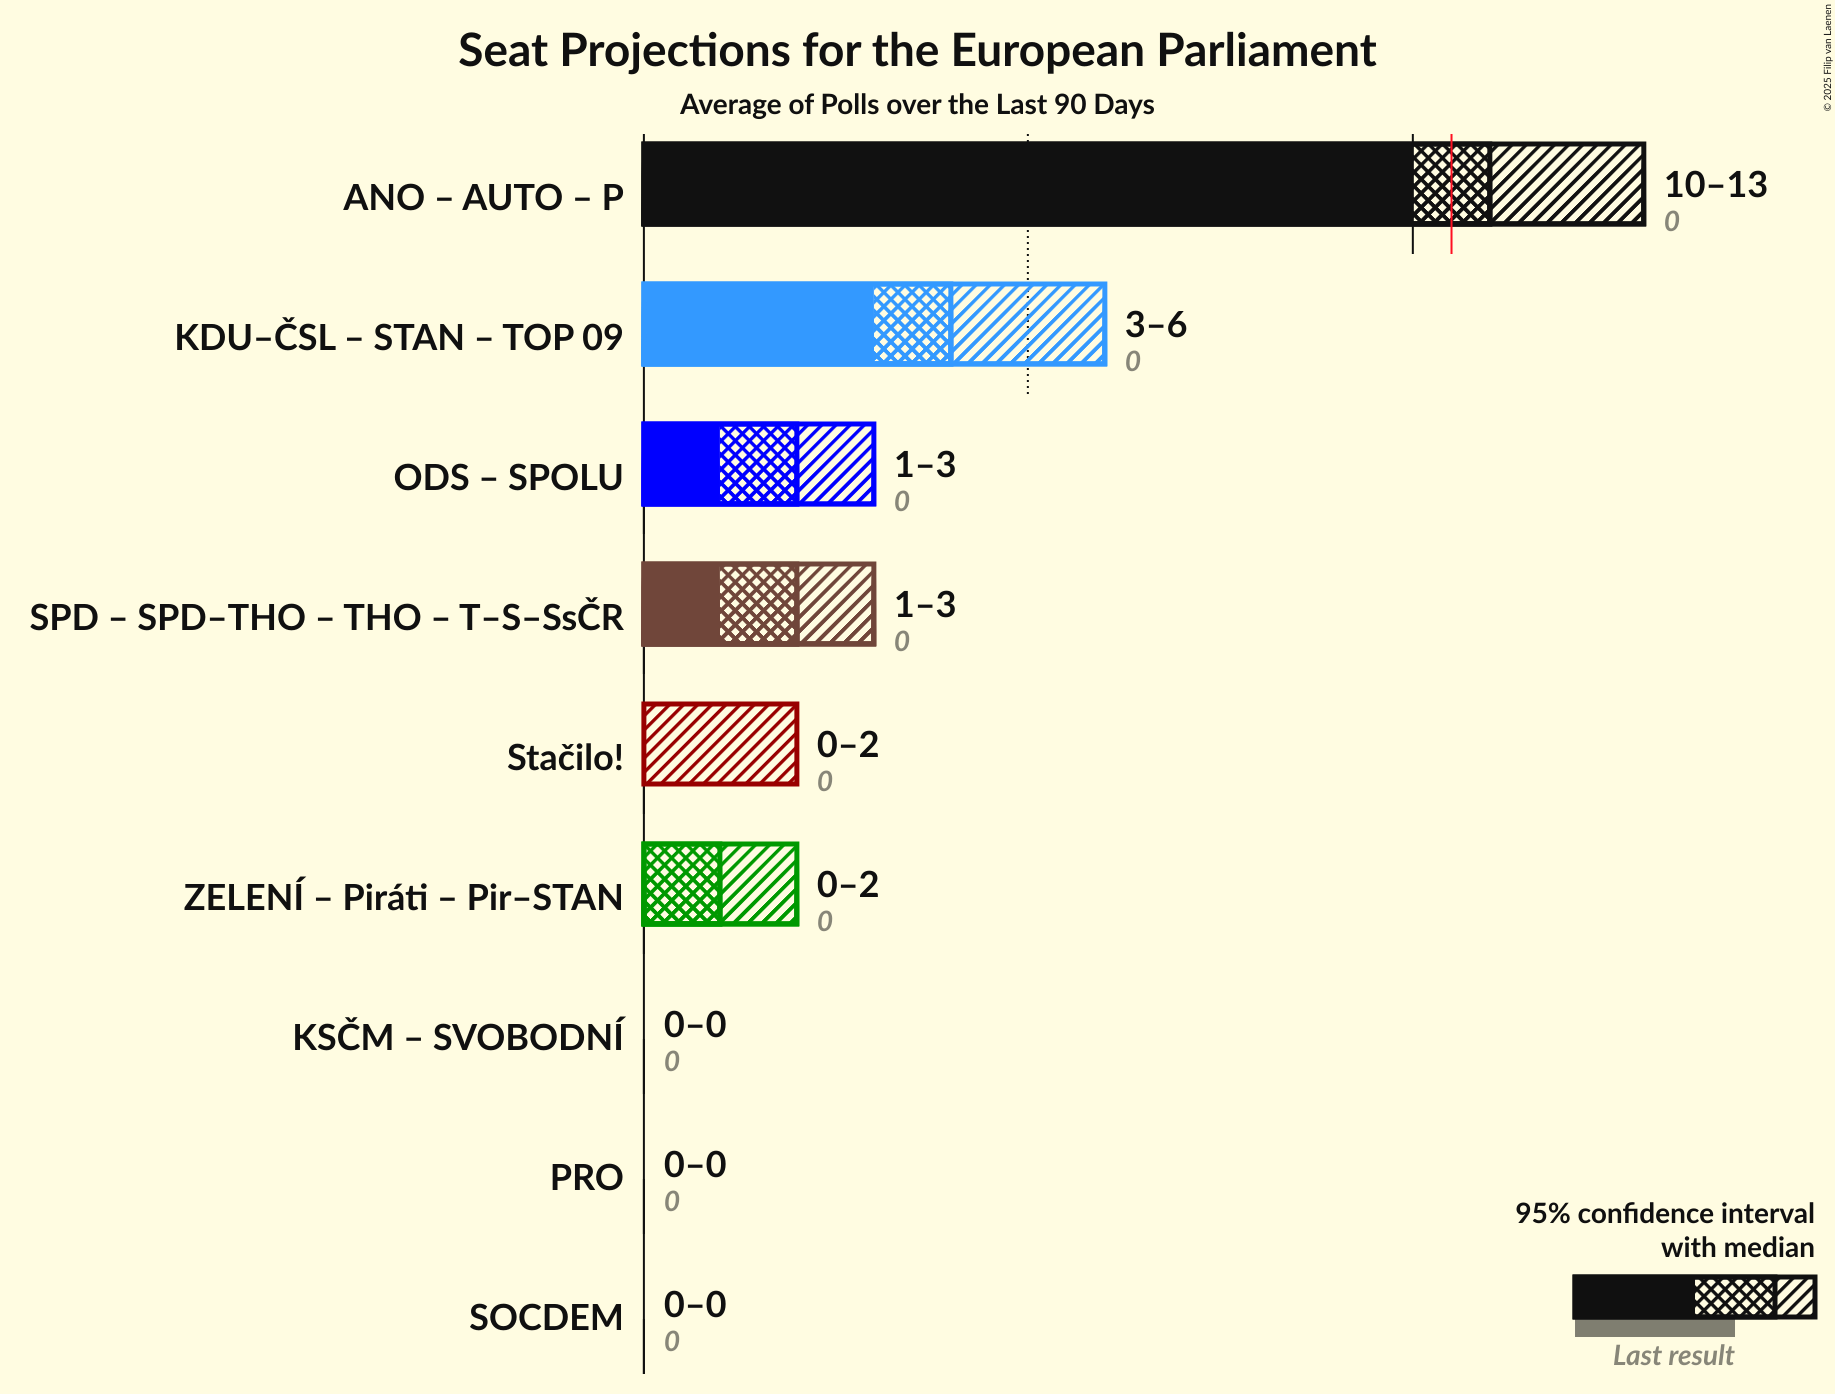 Seat Projections for the European Parliament
Average of Polls over the Last 90 Days
© 2025 Filip van Laenen
ANO – AUTO – P
10–13
0
KDU–ČSL – STAN – TOP 09
3–6
0
ODS – SPOLU
1–3
0
SPD – SPD–THO – THO – T–S–SsČR
1–3
0
Stačilo!
0–2
0
ZELENÍ – Piráti – Pir–STAN
0–2
0
KSČM – SVOBODNÍ
0–0
0
PRO
0–0
0
SOCDEM
0–0
0
95% confidence interval
with median
Last result